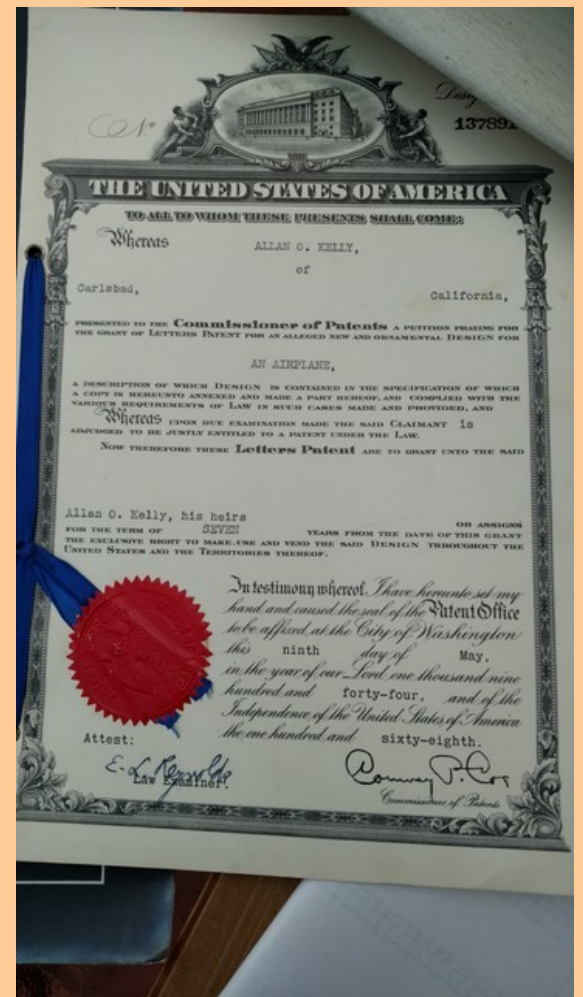 No
137891
THE UNITED STATES OF AMERICA
TO ALL TO WHOM THESE PRESENTS SHALL COME:
Whereas ALLAN O. KELLY,
of
Carlsbad, California,
PRESENTED TO THE Commissioner of Patents A PETITION PRAYING FOR
THE GRANT OF LETTERS PATENT FOR AN ALLEGED NEW AND ORNAMENTAL DESIGN FOR
AN AIRPLANE,
A DESCRIPTION OF WHICH DESIGN IS CONTAINED IN THE SPECIFICATION OF WHICH
A COPY IS HEREUNTO ANNEXED AND MADE A PART HEREOF, AND COMPLIED WITH THE
VARIOUS REQUIREMENTS OF LAW IN SUCH CASES MADE AND PROVIDED, AND
Whereas UPON DUE EXAMINATION MADE THE SAID CLAIMANT is
ADJUDGED TO BE JUSTLY ENTITLED TO A PATENT UNDER THE LAW.
NOW THEREFORE THESE Letters Patent ARE TO GRANT UNTO THE SAID
Allan O. Kelly, his heirs OR ASSIGNS
FOR THE TERM OF SEVEN YEARS FROM THE DATE OF THIS GRANT
THE EXCLUSIVE RIGHT TO MAKE, USE AND VEND THE SAID DESIGN THROUGHOUT THE
UNITED STATES AND THE TERRITORIES THEREOF.
In testimony whereof, I have hereunto set my
hand and caused the seal of the Patent Office
to be affixed at the City of Washington
this ninth day of May,
in the year of our Lord one thousand nine
hundred and forty-four, and of the
Independence of the United States of America
the one hundred and sixty-eighth.
Attest:
E. L. Reynolds
Law Examiner.
Conway P. Coe
Commissioner of Patents